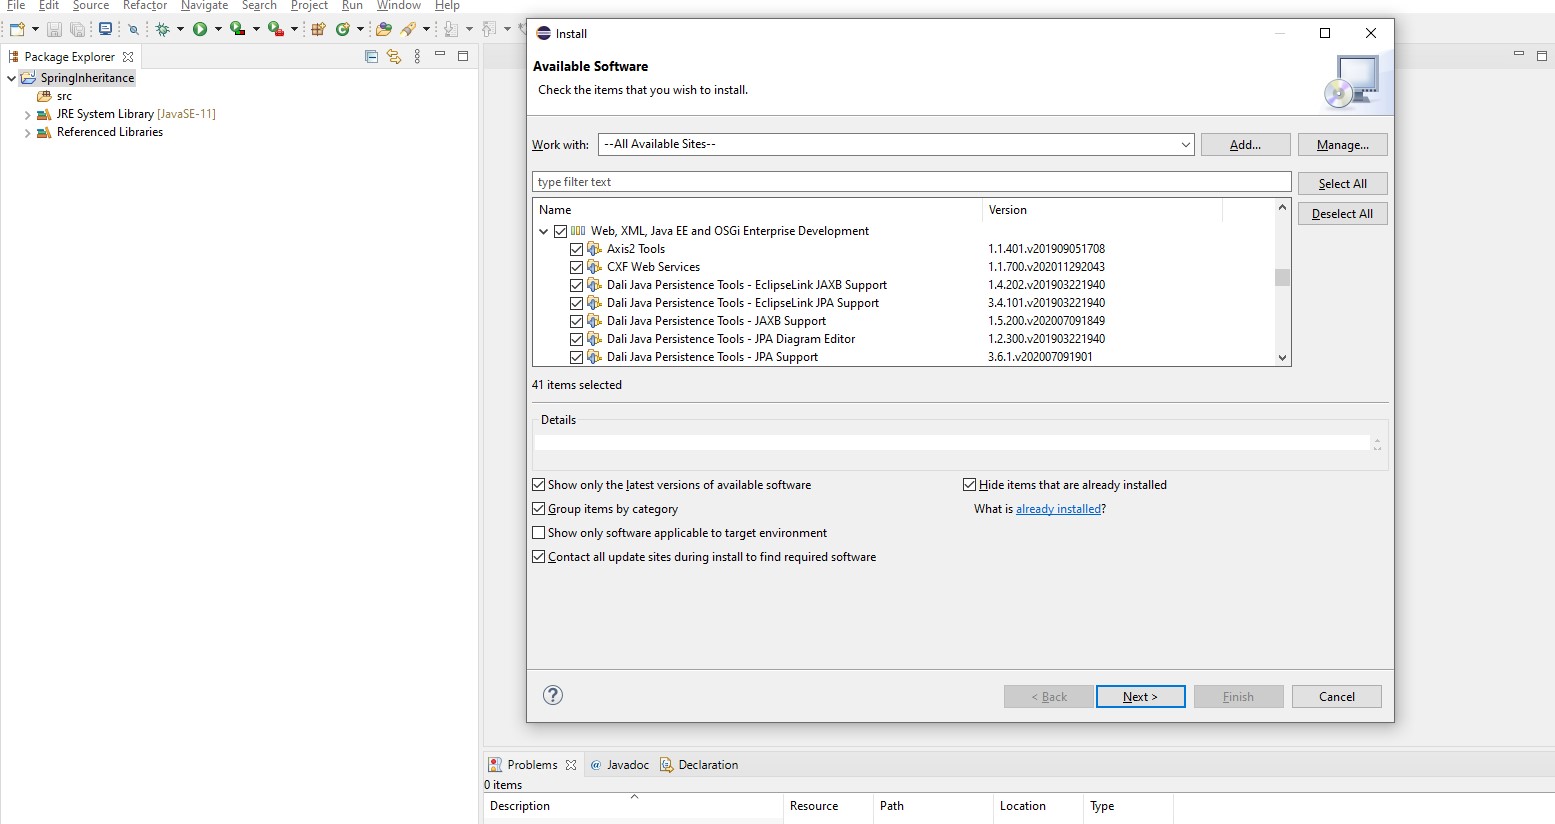 File Edit Source Refactor Navigate Search Project Run Window Help
Package Explorer
SpringInheritance
src
JRE System Library [JavaSE-11]
Referenced Libraries
Install
Available Software
Check the items that you wish to install.
Work with: --All Available Sites-- Add... Manage...
type filter text Select All
Deselect All
Name Version
Web, XML, Java EE and OSGi Enterprise Development
Axis2 Tools 1.1.401.v201909051708
CXF Web Services 1.1.700.v202011292043
Dali Java Persistence Tools - EclipseLink JAXB Support 1.4.202.v201903221940
Dali Java Persistence Tools - EclipseLink JPA Support 3.4.101.v201903221940
Dali Java Persistence Tools - JAXB Support 1.5.200.v202007091849
Dali Java Persistence Tools - JPA Diagram Editor 1.2.300.v201903221940
Dali Java Persistence Tools - JPA Support 3.6.1.v202007091901
41 items selected
Details
Show only the latest versions of available software Hide items that are already installed
Group items by category What is already installed?
Show only software applicable to target environment
Contact all update sites during install to find required software
? < Back Next > Finish Cancel
Problems @ Javadoc Declaration
0 items
Description Resource Path Location Type